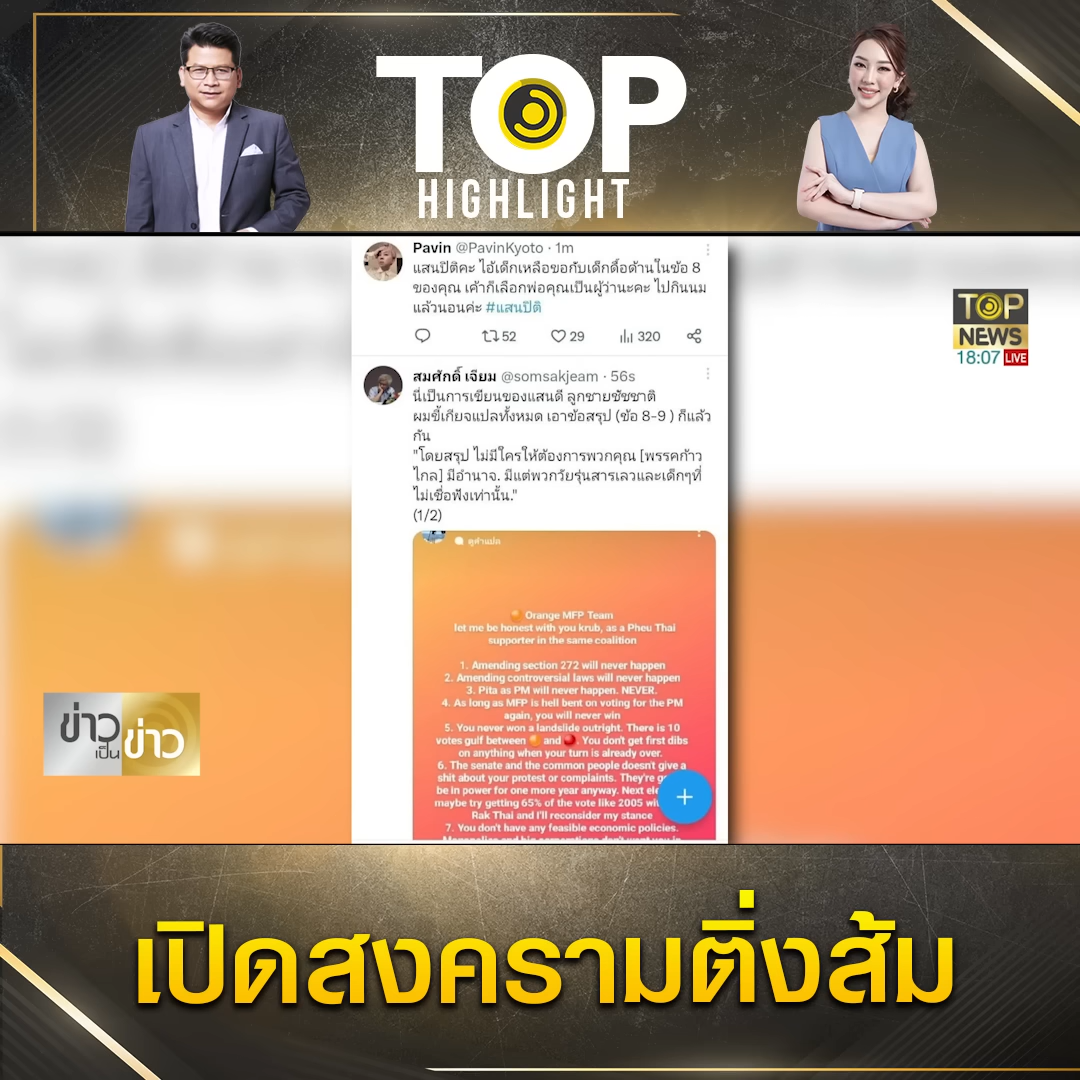 TOP
HIGHLIGHT
Pavin @PavinKyoto · 1m
แสนปิติคะ ไอ้เด็กเหลือขอกับเด็กดื้อด้านในข้อ 8
ของคุณ เค้าก็เลือกพ่อคุณเป็นผู้ว่านะคะ ไปกินนม
แล้วนอนค่ะ #แสนปิติ
52 29 320
TOP
NEWS
18:07 LIVE
สมศักดิ์ เจียม @somsakjeam · 56s
นี่เป็นการเขียนของแสนดี ลูกชายชัชชาติ
ผมขี้เกียจแปลทั้งหมด เอาข้อสรุป (ข้อ 8-9 ) ก็แล้ว
กัน
"โดยสรุป ไม่มีใครให้ต้องการพวกคุณ [พรรคก้าว
ไกล] มีอำนาจ. มีแต่พวกวัยรุ่นสารเลวและเด็กๆที่
ไม่เชื่อฟังเท่านั้น."
(1/2)
ดูคำแปล
Orange MFP Team
let me be honest with you krub, as a Pheu Thai
supporter in the same coalition
1. Amending section 272 will never happen
2. Amending controversial laws will never happen
3. Pita as PM will never happen. NEVER.
4. As long as MFP is hell bent on voting for the PM
again, you will never win
5. You never won a landslide outright. There is 10
votes gulf between 🟠 and 🔴 You don't get first dibs
on anything when your turn is already over.
6. The senate and the common people doesn't give a
shit about your protest or complaints. They're
be in power for one more year anyway. Next
maybe try getting 65% of the vote like 2005
Rak Thai and I'll reconsider my stance
7. You don't have any feasible economic policies.
ข่าว
เป็น
ข่าว
เปิดสงครามติ่งส้ม